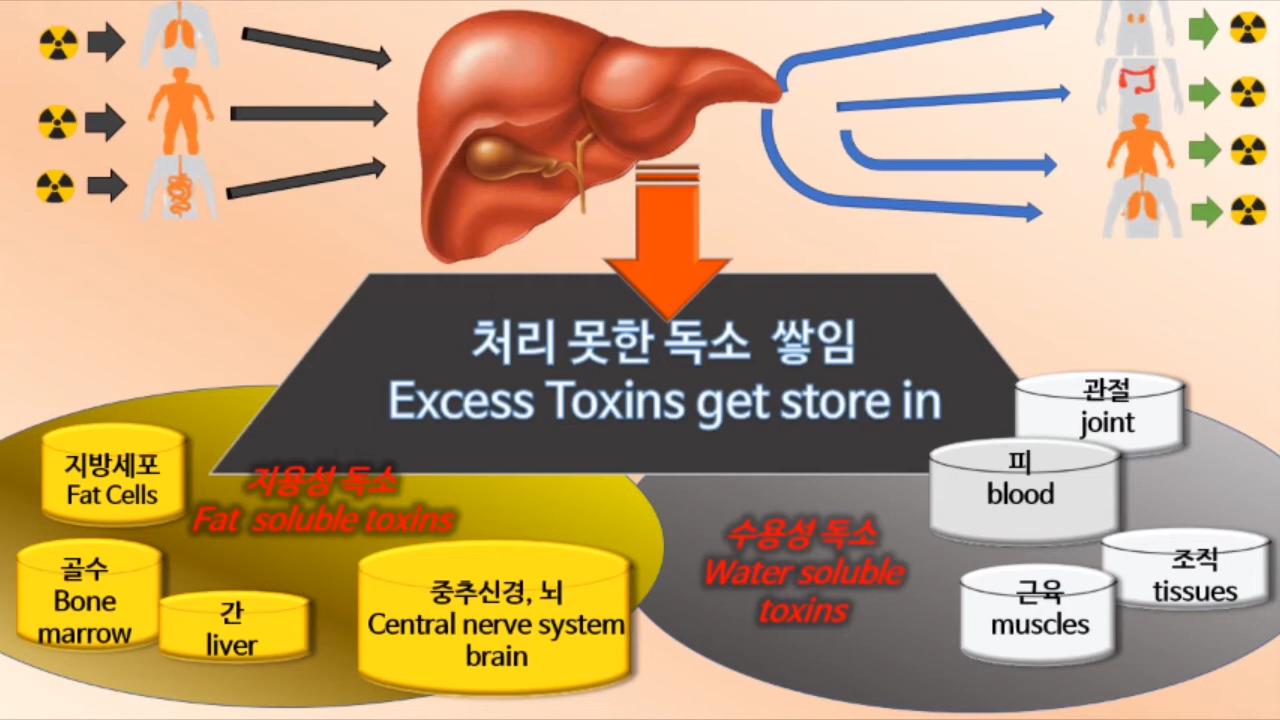 처리 못한 독소 쌓임
Excess Toxins get store in
지방세포
Fat Cells
지용성 독소
Fat soluble toxins
골수
Bone
marrow
간
liver
중추신경, 뇌
Central nerve system
brain
수용성 독소
Water soluble
toxins
관절
joint
피
blood
조직
tissues
근육
muscles